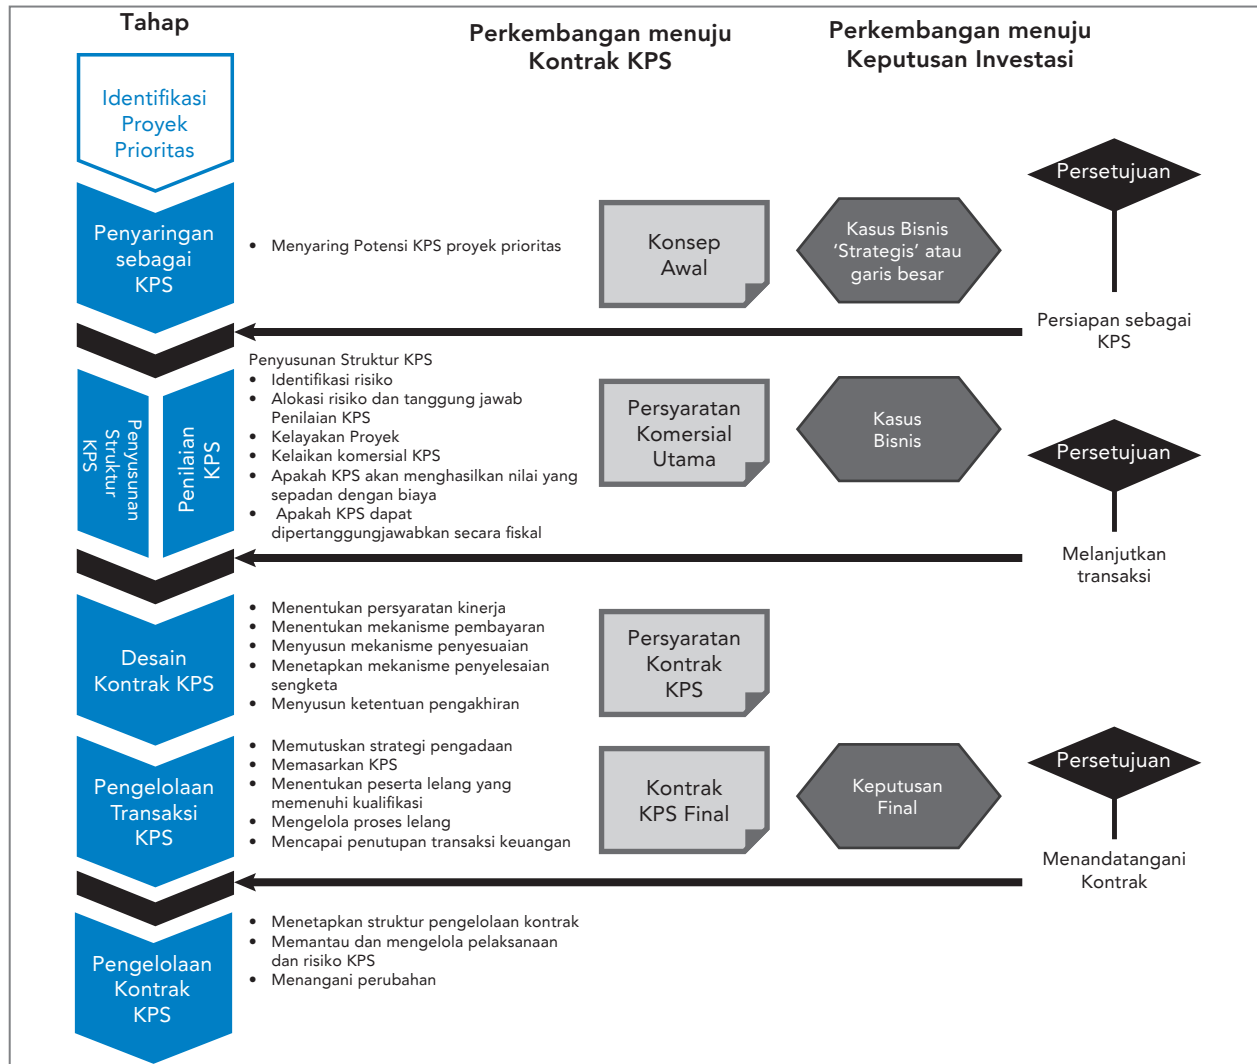 Tahap
Perkembangan menuju
Kontrak KPS
Perkembangan menuju
Keputusan Investasi
Identifikasi
Proyek
Prioritas
Penyaringan
sebagai
KPS
• Menyaring Potensi KPS proyek prioritas
Konsep
Awal
Kasus Bisnis
'Strategis' atau
garis besar
Persetujuan
Persiapan sebagai
KPS
Penyusunan
Struktur
KPS
Penilaian
KPS
Penyusunan Struktur KPS
• Identifikasi risiko
• Alokasi risiko dan tanggung jawab
Penilaian KPS
• Kelayakan Proyek
• Kelaikan komersial KPS
• Apakah KPS akan menghasilkan nilai yang
sepadan dengan biaya
• Apakah KPS dapat
dipertanggungjawabkan secara fiskal
Persyaratan
Komersial
Utama
Kasus
Bisnis
Persetujuan
Melanjutkan
transaksi
Desain
Kontrak KPS
• Menentukan persyaratan kinerja
• Menentukan mekanisme pembayaran
• Menyusun mekanisme penyesuaian
• Menetapkan mekanisme penyelesaian
sengketa
• Menyusun ketentuan pengakhiran
Persyaratan
Kontrak
KPS
Pengelolaan
Transaksi
KPS
• Memutuskan strategi pengadaan
• Memasarkan KPS
• Menentukan peserta lelang yang
memenuhi kualifikasi
• Mengelola proses lelang
• Mencapai penutupan transaksi keuangan
Kontrak
KPS Final
Keputusan
Final
Persetujuan
Menandatangani
Kontrak
Pengelolaan
Kontrak
KPS
• Menetapkan struktur pengelolaan kontrak
• Memantau dan mengelola pelaksanaan
dan risiko KPS
• Menangani perubahan